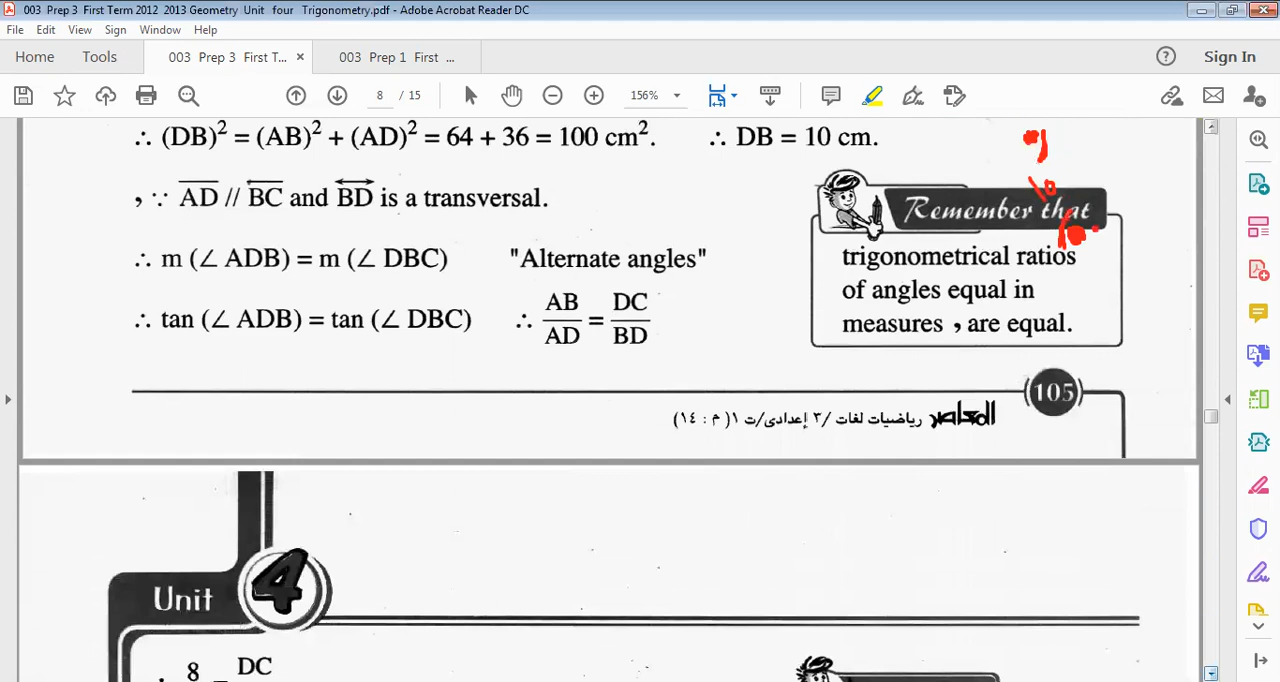 003 Prep 3 First Term 2012 2013 Geometry Unit four Trigonometry.pdf - Adobe Acrobat Reader DC
File Edit View Sign Window Help
Home Tools 003 Prep 3 First T... × 003 Prep 1 First ... Sign In
8 / 15 156%
∴ (DB)² = (AB)² + (AD)² = 64 + 36 = 100 cm². ∴ DB = 10 cm.
, ∵ AD // BC and BD is a transversal.
Remember that
∴ m (∠ ADB) = m (∠ DBC) "Alternate angles"
trigonometrical ratios
of angles equal in
measures , are equal.
∴ tan (∠ ADB) = tan (∠ DBC) ∴ AB/AD = DC/BD
105
المعاصر رياضيات لغات /٣ إعدادى/ت ١( م : ١٤)
Unit 4
∴ 8 = DC